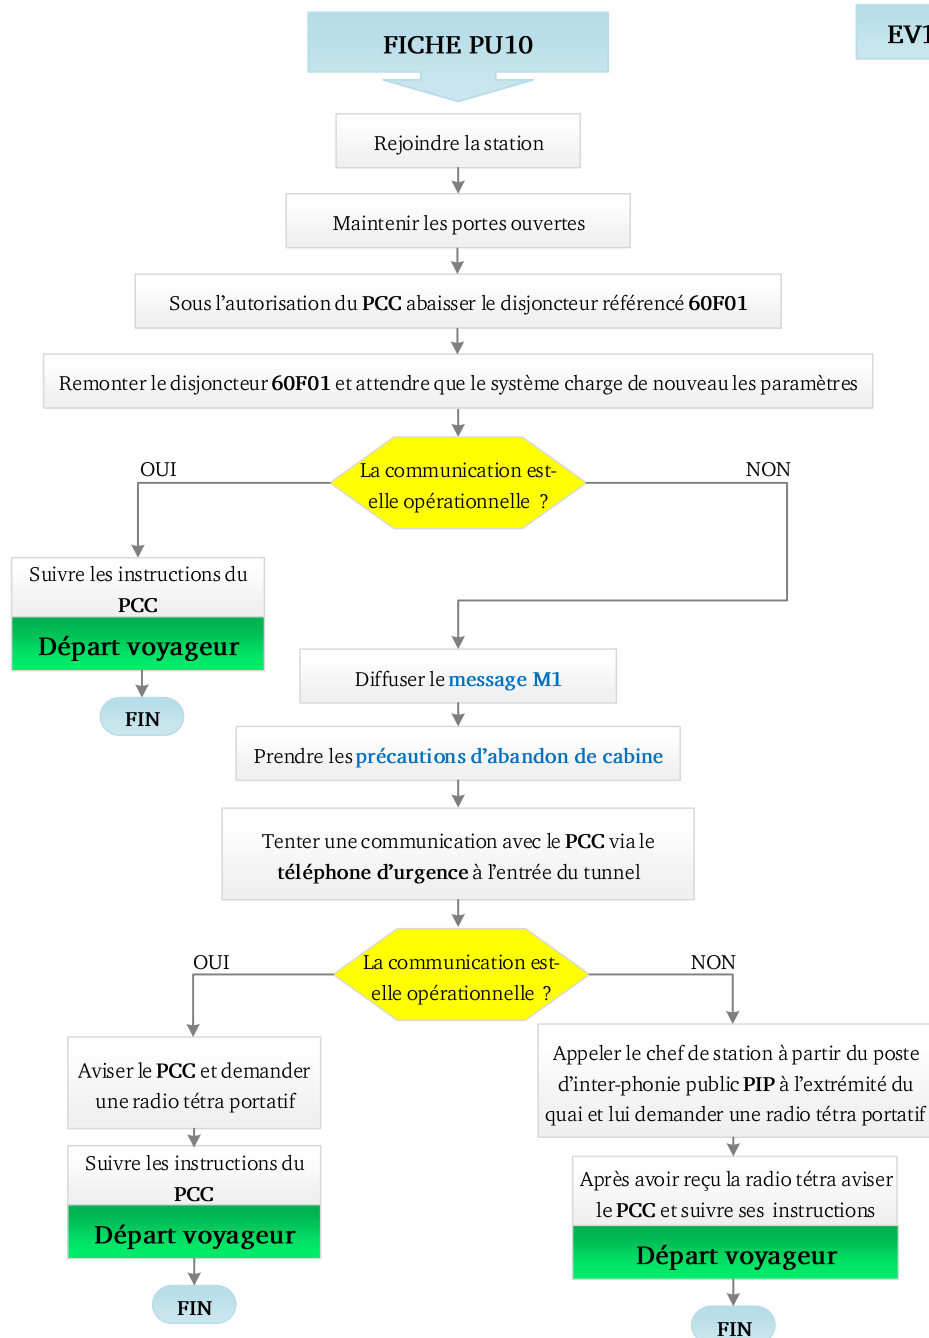 FICHE PU10
EV1
Rejoindre la station
Maintenir les portes ouvertes
Sous l'autorisation du PCC abaisser le disjoncteur référencé 60F01
Remonter le disjoncteur 60F01 et attendre que le système charge de nouveau les paramètres
OUI
La communication est-
elle opérationnelle ?
NON
Suivre les instructions du
PCC
Départ voyageur
FIN
Diffuser le message M1
Prendre les précautions d'abandon de cabine
Tenter une communication avec le PCC via le
téléphone d'urgence à l'entrée du tunnel
OUI
La communication est-
elle opérationnelle ?
NON
Aviser le PCC et demander
une radio tétra portatif
Suivre les instructions du
PCC
Départ voyageur
FIN
Appeler le chef de station à partir du poste
d'inter-phonie public PIP à l'extrémité du
quai et lui demander une radio tétra portatif
Après avoir reçu la radio tétra aviser
le PCC et suivre ses instructions
Départ voyageur
FIN